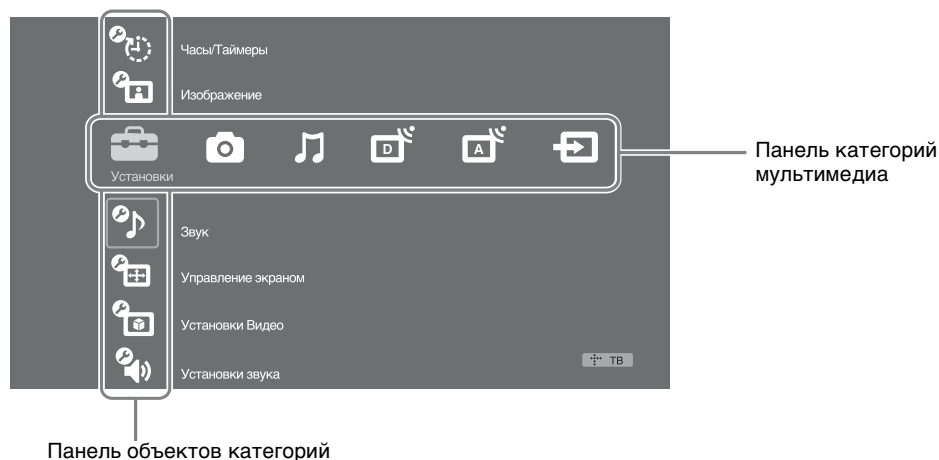 Часы/Таймеры
Изображение
D
A
Установки
Панель категорий
мультимедиа
Звук
Управление экраном
Установки Видео
ТВ
Установки звука
Панель объектов категорий